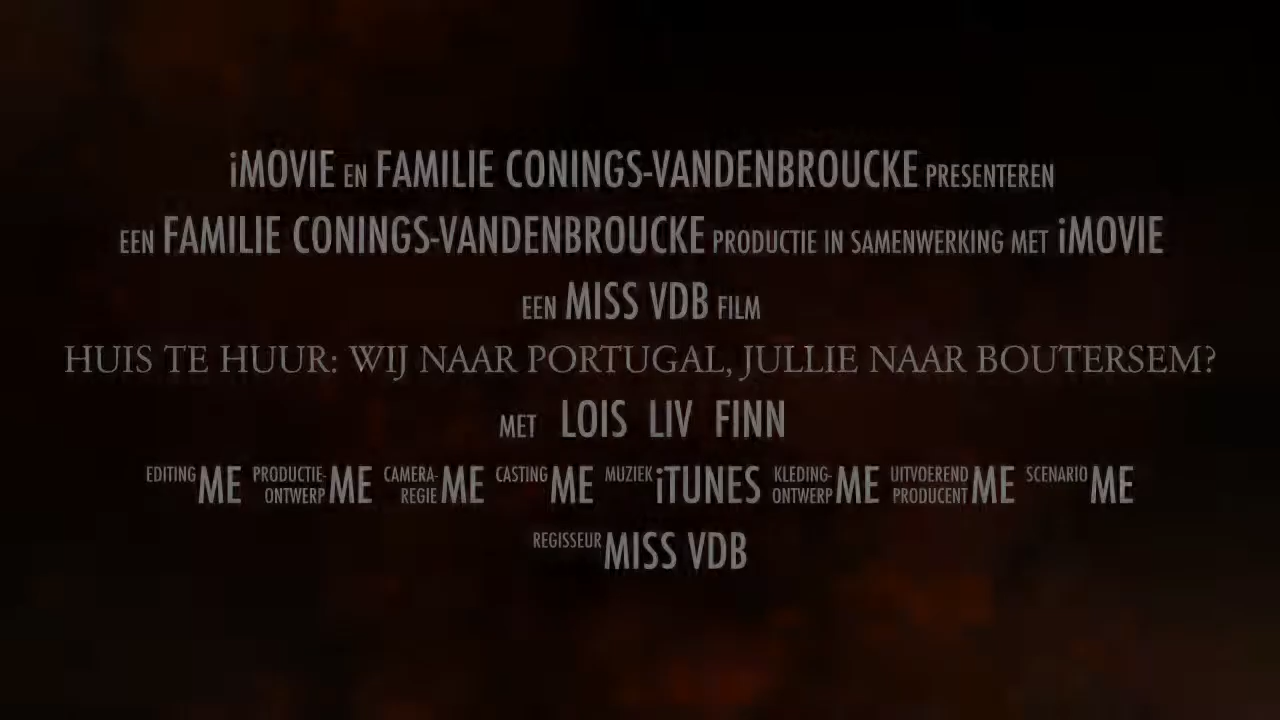 iMOVIE EN FAMILIE CONINGS-VANDENBROUCKE PRESENTEREN
EEN FAMILIE CONINGS-VANDENBROUCKE PRODUCTIE IN SAMENWERKING MET iMOVIE
EEN MISS VDB FILM
HUIS TE HUUR: WIJ NAAR PORTUGAL, JULLIE NAAR BOUTERSEM?
MET LOIS LIV FINN
EDITING ME PRODUCTIE-ONTWERP ME CAMERA-REGIE ME CASTING ME MUZIEK iTUNES KLEDING-ONTWERP ME UITVOEREND PRODUCENT ME SCENARIO ME
REGISSEUR MISS VDB